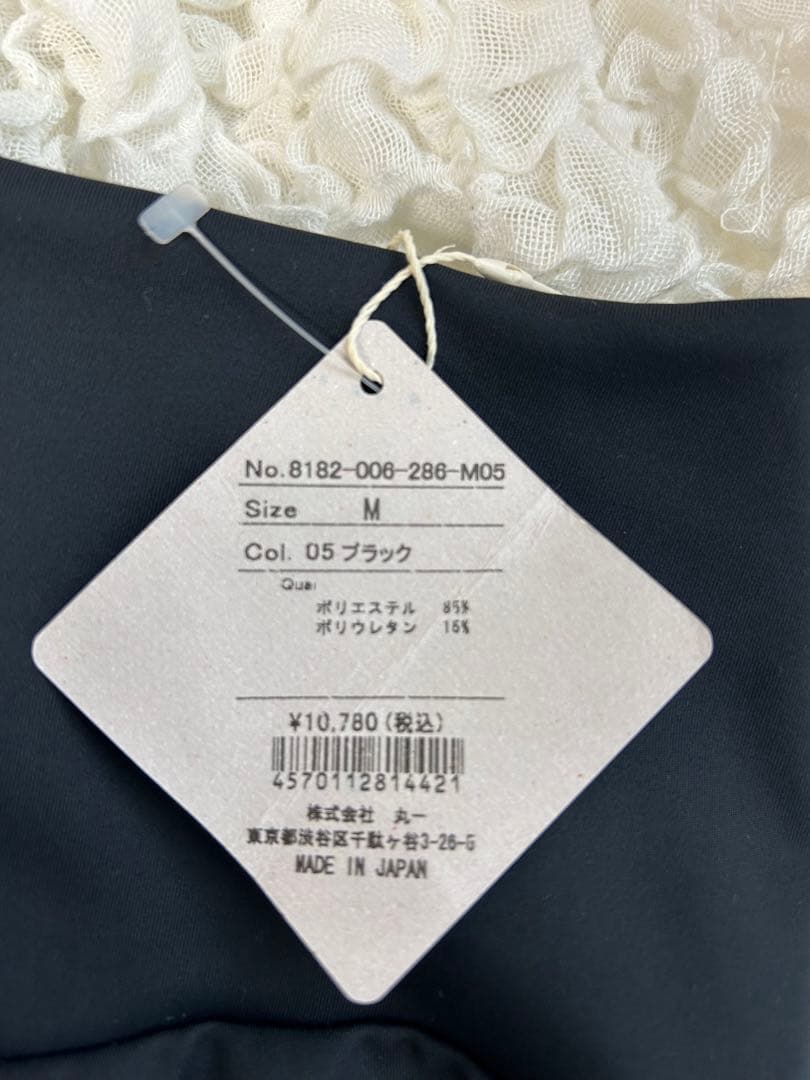 No.8182-006-286-M05
Size M
Col. 05 ブラック
Qual
ポリエステル 85%
ポリウレタン 15%
¥10,780(税込)
4570112814421
株式会社 丸一
東京都渋谷区千駄ヶ谷3-26-5
MADE IN JAPAN